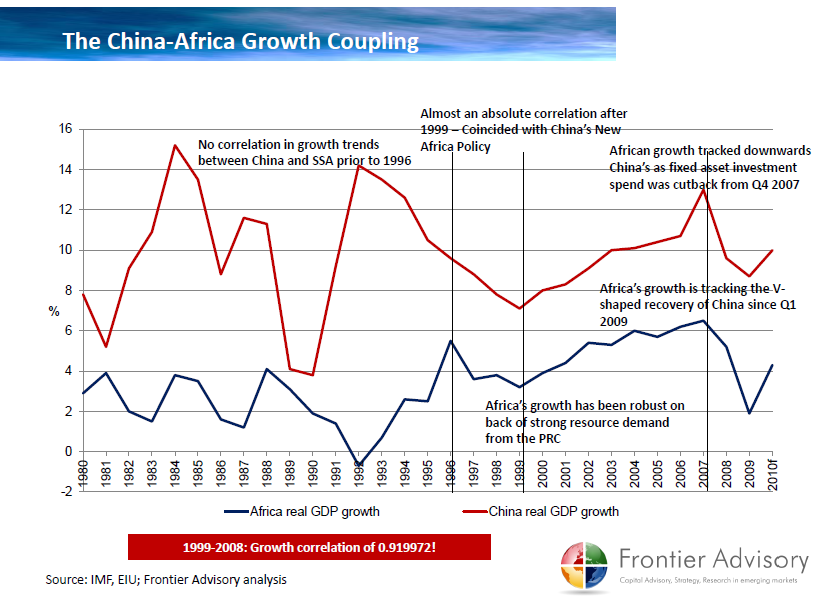 The China-Africa Growth Coupling
Almost an absolute correlation after
1999 – Coincided with China's New
Africa Policy
No correlation in growth trends
between China and SSA prior to 1996
African growth tracked downwards
China's as fixed asset investment
spend was cutback from Q4 2007
Africa's growth is tracking the V-
shaped recovery of China since Q1
2009
Africa's growth has been robust on
back of strong resource demand
from the PRC
16
14
12
10
8
%
6
4
2
0
-2
1980
1981
1982
1983
1984
1985
1986
1987
1988
1989
1990
1991
1992
1993
1994
1995
1996
1997
1998
1999
2000
2001
2002
2003
2004
2005
2006
2007
2008
2009
2010f
Africa real GDP growth
China real GDP growth
1999-2008: Growth correlation of 0.919972!
Source: IMF, EIU; Frontier Advisory analysis
Frontier Advisory
Capital Advisory, Strategy, Research in emerging markets